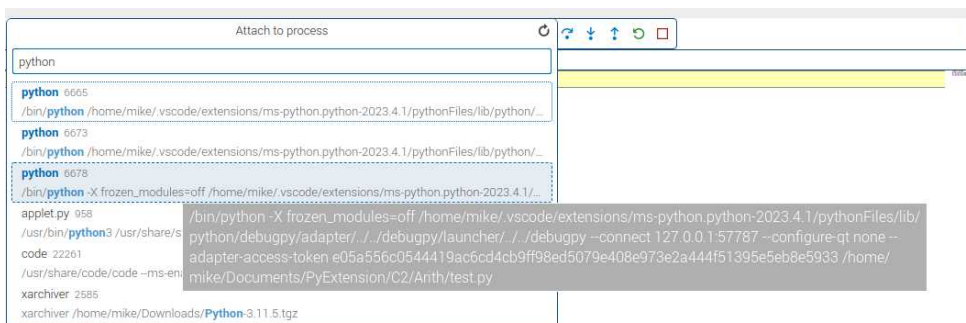 Attach to process
python
python 6665
/bin/python /home/mike/.vscode/extensions/ms-python.python-2023.4.1/pythonFiles/lib/python/...
python 6673
/bin/python /home/mike/.vscode/extensions/ms-python.python-2023.4.1/pythonFiles/lib/python/...
python 6678
/bin/python -X frozen_modules=off /home/mike/.vscode/extensions/ms-python.python-2023.4.1/...
applet.py 958
/usr/bin/python3 /usr/share/s
code 22261
/usr/share/code/code --ms-ena
xarchiver 2585
xarchiver /home/mike/Downloads/Python-3.11.5.tgz
/bin/python -X frozen_modules=off /home/mike/.vscode/extensions/ms-python.python-2023.4.1/pythonFiles/lib/
python/debugpy/adapter/../../debugpy/launcher/../../debugpy --connect 127.0.0.1:57787 --configure-qt none --
adapter-access-token e05a556c0544419ac6cd4cb9ff98ed5079e408e973e2a444f51395e5eb8e5933 /home/
mike/Documents/PyExtension/C2/Arith/test.py